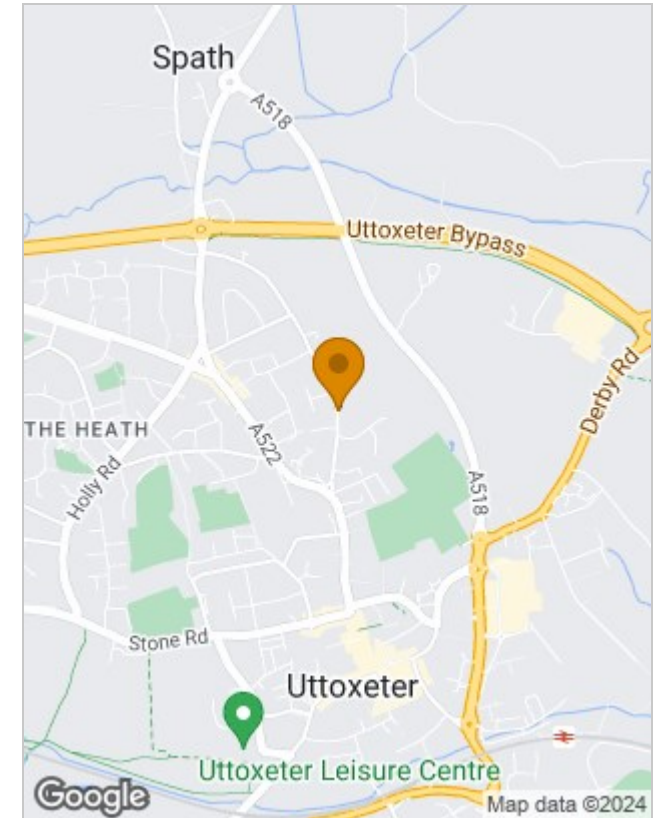 Spath
A518
Uttoxeter Bypass
Derby Rd
THE HEATH
A522
Holly Rd
A518
Stone Rd
Uttoxeter
Uttoxeter Leisure Centre
Google
Map data ©2024